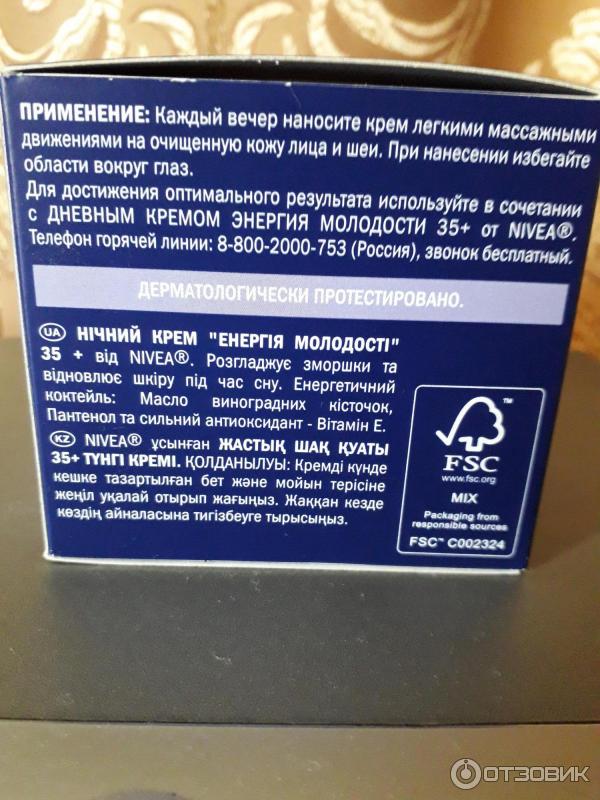 ПРИМЕНЕНИЕ: Каждый вечер наносите крем легкими массажными
движениями на очищенную кожу лица и шеи. При нанесении избегайте
области вокруг глаз.
Для достижения оптимального результата используйте в сочетании
с ДНЕВНЫМ КРЕМОМ ЭНЕРГИЯ МОЛОДОСТИ 35+ от NIVEA®.
Телефон горячей линии: 8-800-2000-753 (Россия), звонок бесплатный.
ДЕРМАТОЛОГИЧЕСКИ ПРОТЕСТИРОВАНО.
UA НІЧНИЙ КРЕМ "ЕНЕРГІЯ МОЛОДОСТІ"
35 + від NIVEA®. Розгладжує зморшки та
відновлює шкіру під час сну. Енергетичний
коктейль: Масло виноградних кісточок,
Пантенол та сильний антиоксидант - Вітамін Е.
KZ NIVEA® ұсынған ЖАСТЫҚ ШАҚ ҚУАТЫ
35+ ТҮНГІ КРЕМІ. ҚОЛДАНЫЛУЫ: Кремді күнде
кешке тазартылған бет және мойын терісіне
жеңіл уқалай отырып жағыңыз. Жаққан кезде
көздің айналасына тигізбеуге тырысыңыз.
TM
FSC
www.fsc.org
MIX
Packaging from
responsible sources
FSC™ C002324
ОТЗОВИК